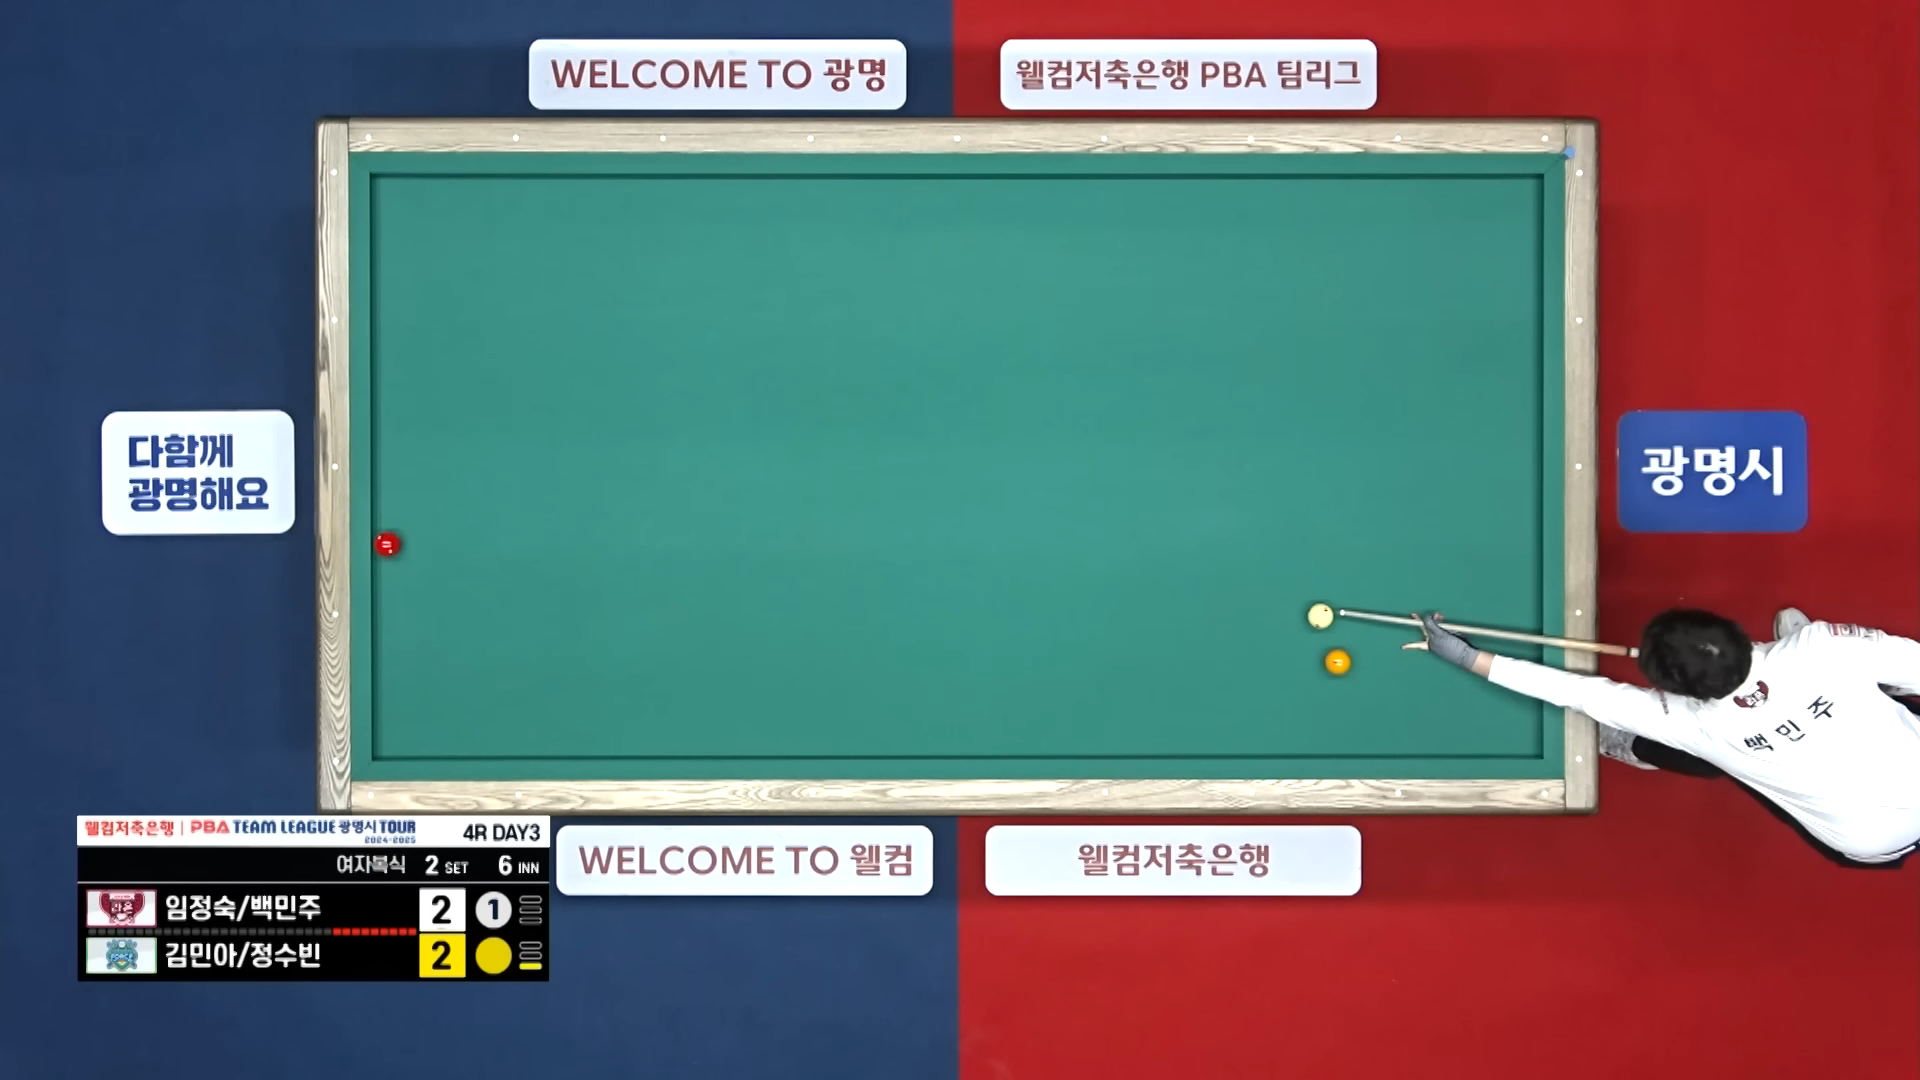 WELCOME TO 광명
웰컴저축은행 PBA 팀리그
다함께
광명해요
광명시
백민주
웰컴저축은행 | PBA TEAM LEAGUE 광명시 TOUR
2024-2025
4R DAY3
여자복식 2 SET 6 INN
임정숙/백민주 2 1
김민아/정수빈 2
WELCOME TO 웰컴
웰컴저축은행